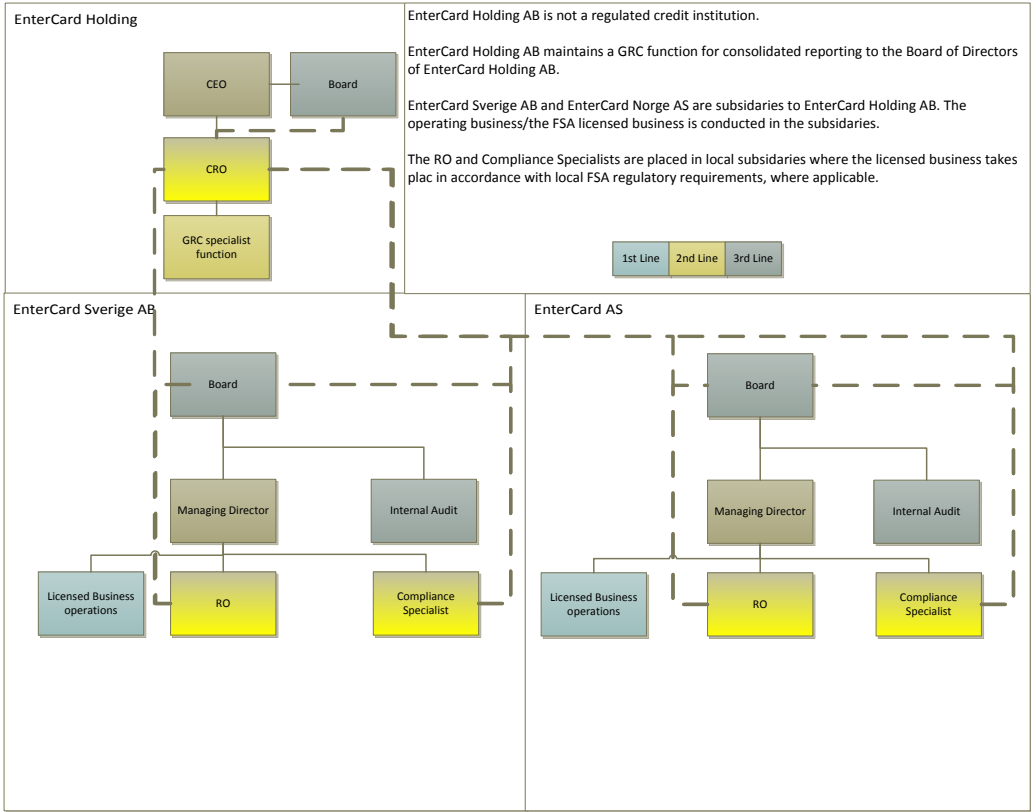 EnterCard Holding
CEO
Board
CRO
GRC specialist
function
EnterCard Holding AB is not a regulated credit institution.
EnterCard Holding AB maintains a GRC function for consolidated reporting to the Board of Directors
of EnterCard Holding AB.
EnterCard Sverige AB and EnterCard Norge AS are subsidaries to EnterCard Holding AB. The
operating business/the FSA licensed business is conducted in the subsidaries.
The RO and Compliance Specialists are placed in local subsidaries where the licensed business takes
plac in accordance with local FSA regulatory requirements, where applicable.
1st Line
2nd Line
3rd Line
EnterCard Sverige AB
Board
Managing Director
Internal Audit
Licensed Business
operations
RO
Compliance
Specialist
EnterCard AS
Board
Managing Director
Internal Audit
Licensed Business
operations
RO
Compliance
Specialist